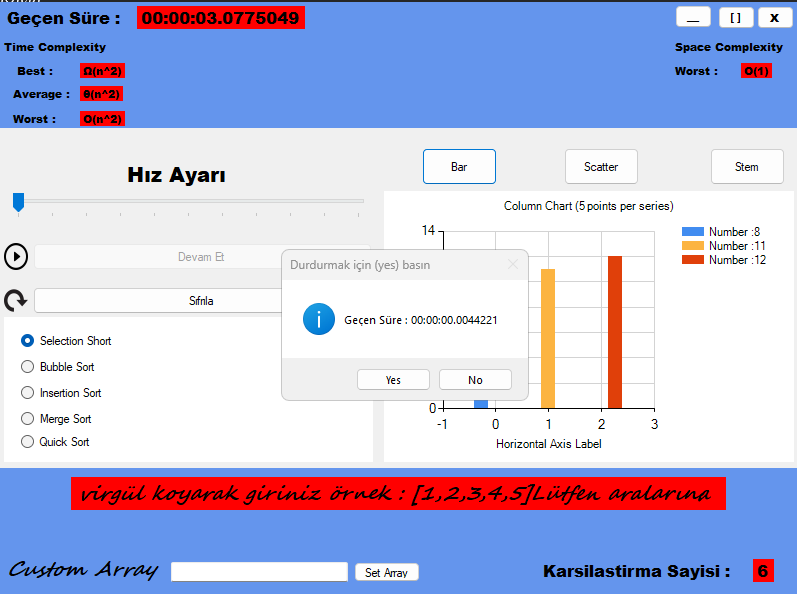 Geçen Süre : 00:00:03.0775049
[ ] X
Time Complexity
Space Complexity
Best : Ω(n^2)
Worst : O(1)
Average : θ(n^2)
Worst : O(n^2)
Hız Ayarı
Bar Scatter Stem
Column Chart (5 points per series)
14
Number :8
Number :11
Number :12
Devam Et
Durdurmak için (yes) basın
Sıfırla
Geçen Süre : 00:00:00.0044221
Selection Short
Bubble Sort
Yes No
Insertion Sort
0
Merge Sort
-1 0 1 2 3
Quick Sort
Horizontal Axis Label
virgül koyarak giriniz örnek : [1,2,3,4,5]Lütfen aralarına
Custom Array Set Array
Karsilastirma Sayisi : 6